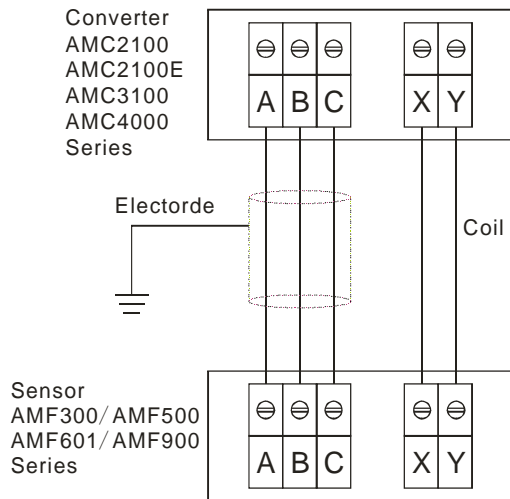 Converter
AMC2100
AMC2100E
AMC3100
AMC4000
Series
A B C X Y
Electorde
Coil
Sensor
AMF300/AMF500
AMF601/AMF900
Series
A B C X Y